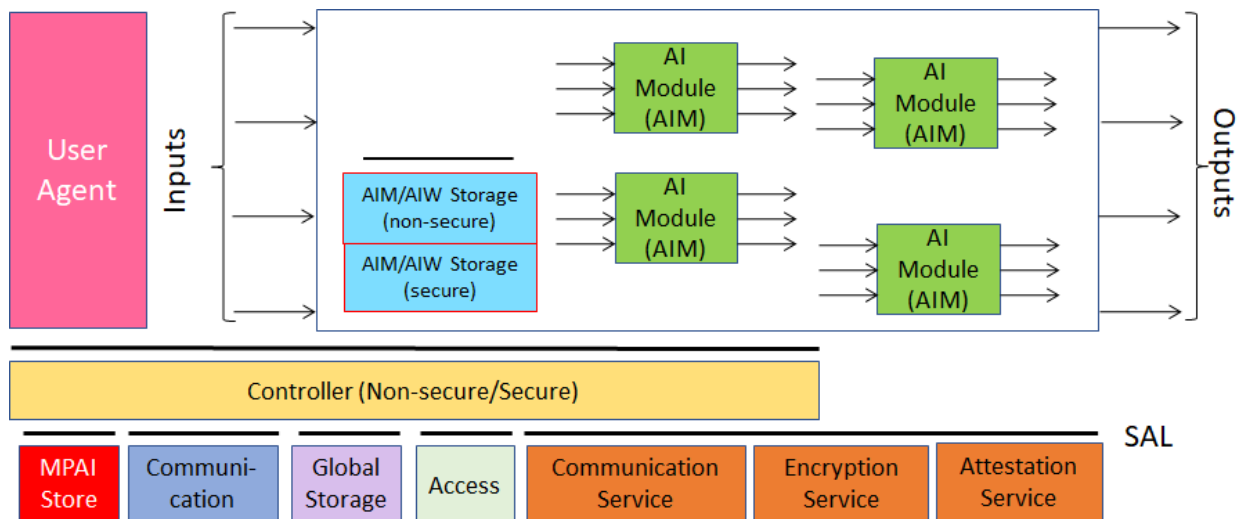 User
Agent
Inputs
AI
Module
(AIM)
AI
Module
(AIM)
AIM/AIW Storage
(non-secure)
AIM/AIW Storage
(secure)
AI
Module
(AIM)
AI
Module
(AIM)
Outputs
Controller (Non-secure/Secure)
SAL
MPAI
Store
Communi-
cation
Global
Storage
Access
Communication
Service
Encryption
Service
Attestation
Service